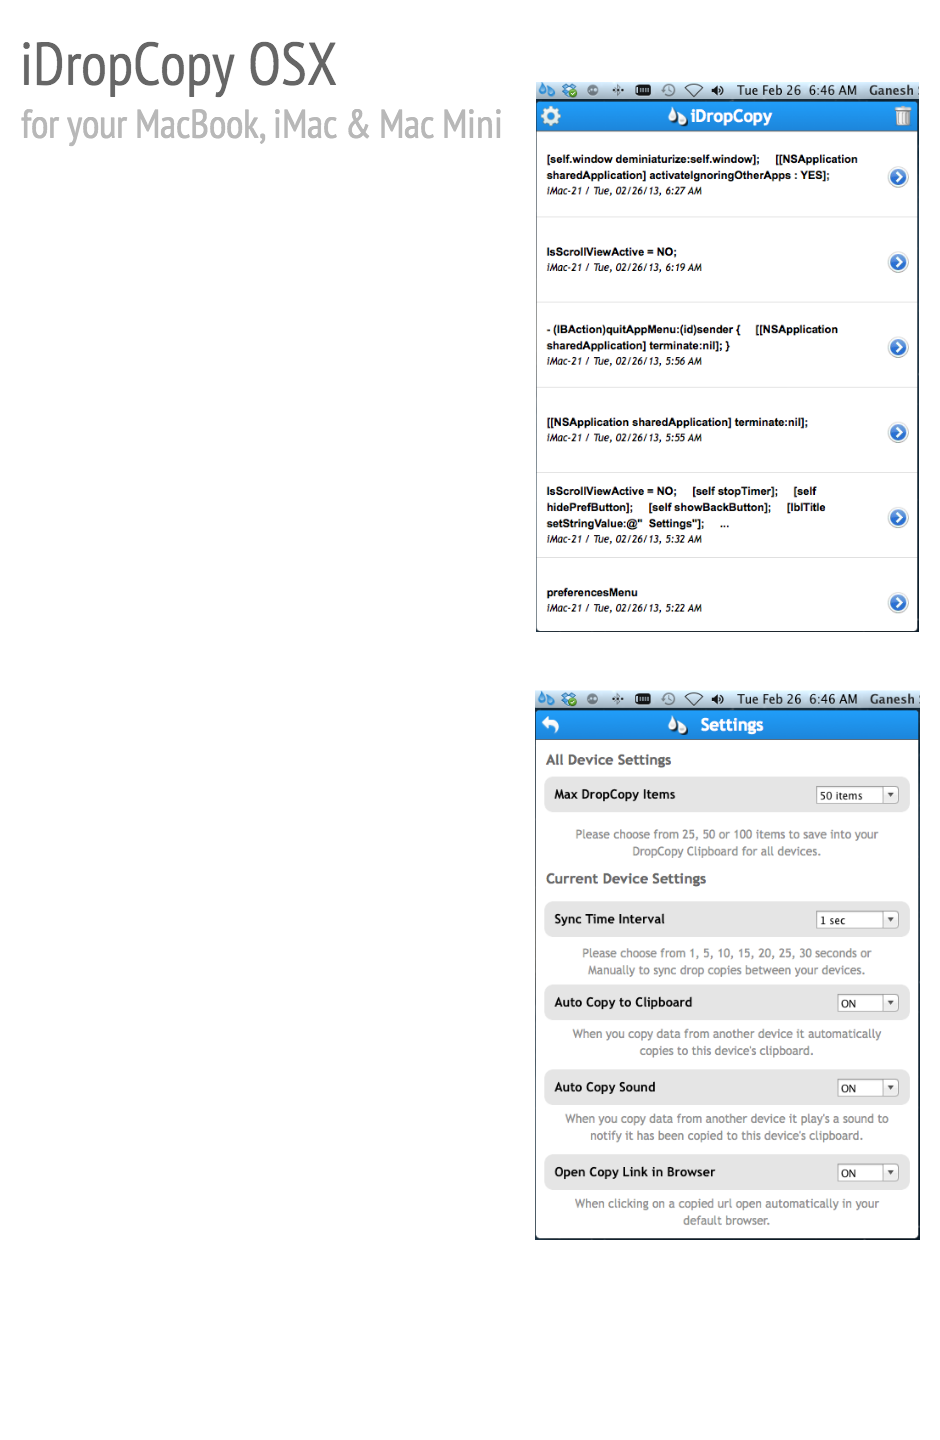 iDropCopy OSX
for your MacBook, iMac & Mac Mini
Tue Feb 26 6:46 AM Ganesh
iDropCopy
[self.window deminiaturize:self.window]; [[NSApplication
sharedApplication] activateIgnoringOtherApps : YES];
iMac-21 / Tue, 02/26/13, 6:27 AM
IsScrollViewActive = NO;
iMac-21 / Tue, 02/26/13, 6:19 AM
- (IBAction)quitAppMenu:(id)sender { [[NSApplication
sharedApplication] terminate:nil]; }
iMac-21 / Tue, 02/26/13, 5:56 AM
[[NSApplication sharedApplication] terminate:nil];
iMac-21 / Tue, 02/26/13, 5:55 AM
IsScrollViewActive = NO; [self stopTimer]; [self
hidePrefButton]; [self showBackButton]; [lblTitle
setStringValue:@" Settings"]; ...
iMac-21 / Tue, 02/26/13, 5:32 AM
preferencesMenu
iMac-21 / Tue, 02/26/13, 5:22 AM
Tue Feb 26 6:46 AM Ganesh
Settings
All Device Settings
Max DropCopy Items 50 items
Please choose from 25, 50 or 100 items to save into your
DropCopy Clipboard for all devices.
Current Device Settings
Sync Time Interval 1 sec
Please choose from 1, 5, 10, 15, 20, 25, 30 seconds or
Manually to sync drop copies between your devices.
Auto Copy to Clipboard ON
When you copy data from another device it automatically
copies to this device's clipboard.
Auto Copy Sound ON
When you copy data from another device it play's a sound to
notify it has been copied to this device's clipboard.
Open Copy Link in Browser ON
When clicking on a copied url open automatically in your
default browser.